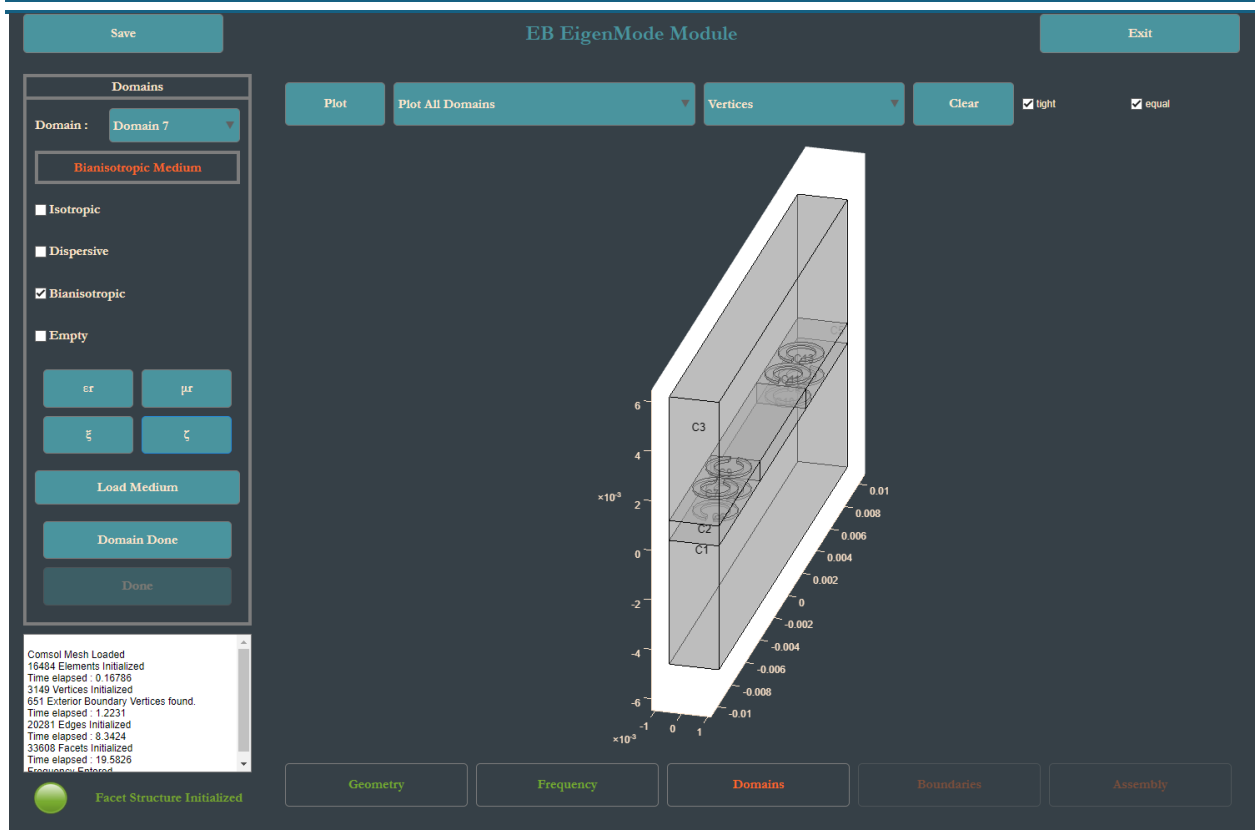 Save
EB EigenMode Module
Exit
Domains
Domain :
Domain 7
Bianisotropic Medium
Isotropic
Dispersive
Bianisotropic
Empty
εr
μr
ξ
ζ
Load Medium
Domain Done
Done
Comsol Mesh Loaded
16484 Elements Initialized
Time elapsed : 0.16786
3149 Vertices Initialized
651 Exterior Boundary Vertices found.
Time elapsed : 1.2231
20281 Edges Initialized
Time elapsed : 8.3424
33608 Facets Initialized
Time elapsed : 19.5826
Frequency Entered
Facet Structure Initialized
Plot
Plot All Domains
Vertices
Clear
tight
equal
C3
C2
C1
6
4
×10⁻³
2
0
-2
-4
-6
0.01
0.008
0.006
0.004
0.002
0
-0.002
-0.004
-0.006
-0.008
-0.01
-1
0
1
×10⁻³
Geometry
Frequency
Domains
Boundaries
Assembly